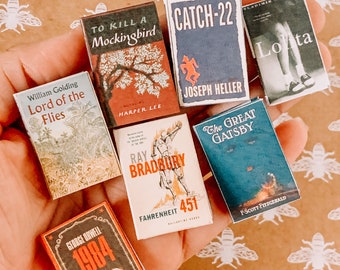 TO KILL A
Mockingbird
HARPER LEE
CATCH-22
JOSEPH HELLER
VLADIMIR
Lolita
William Golding
Lord of the
Flies
RAY
BRADBURY
FAHRENHEIT 451
The GREAT
GATSBY
F·SCOTT FITZGERALD
GEORGE ORWELL
1984